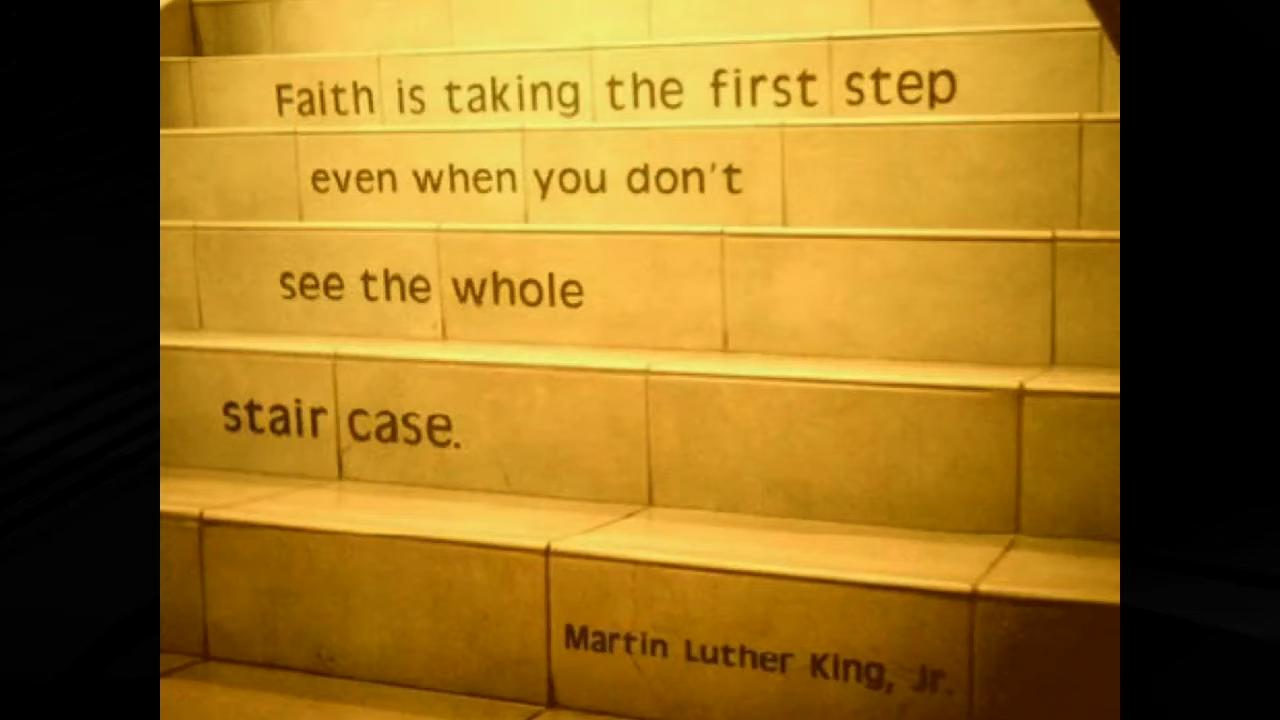 Faith is taking the first step
even when you don't
see the whole
stair case.
Martin Luther King, Jr.